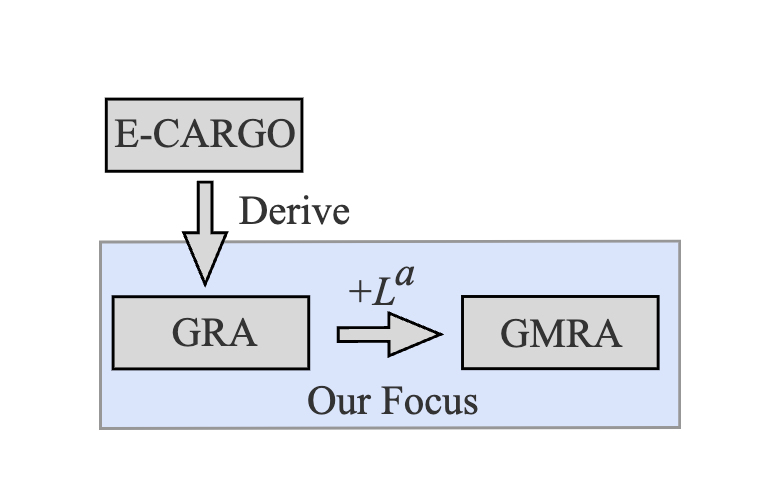 E-CARGO
Derive
+L^a
GRA
GMRA
Our Focus